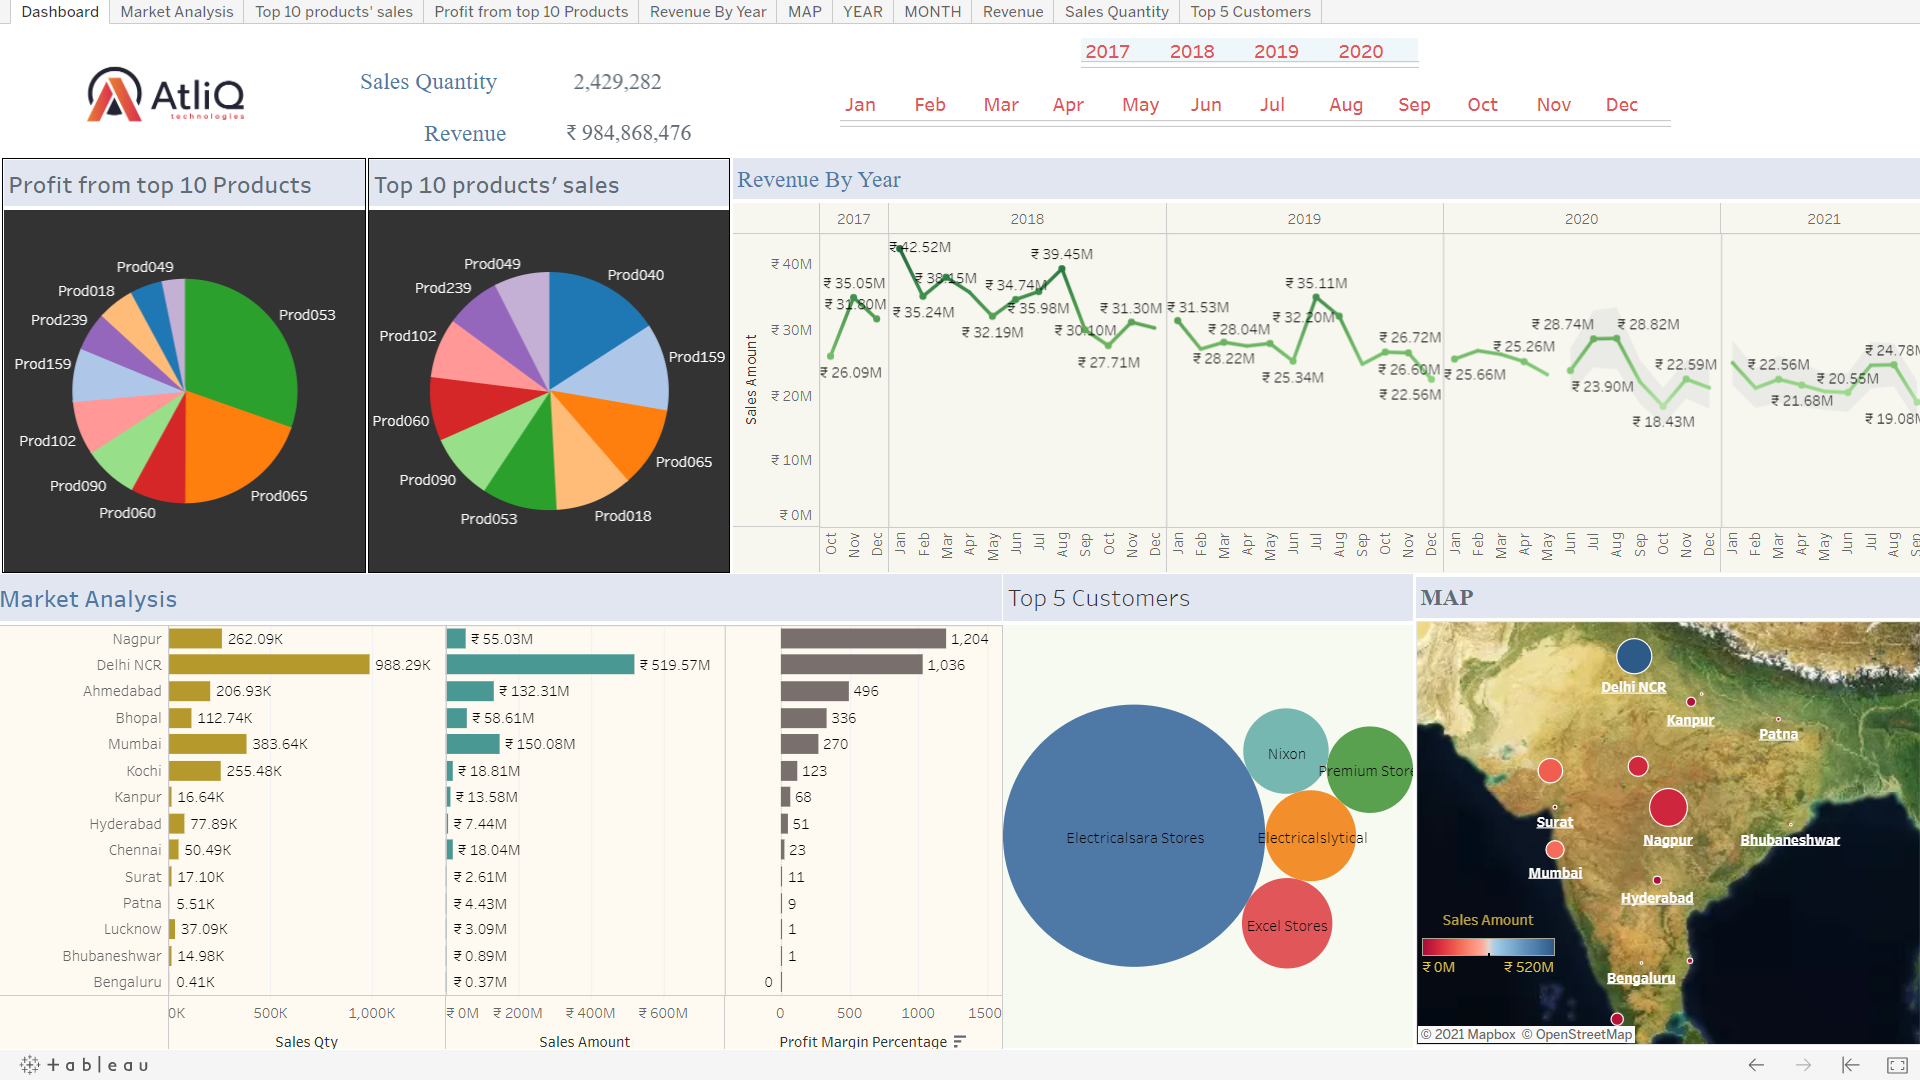 Dashboard Market Analysis Top 10 products' sales Profit from top 10 Products Revenue By Year MAP YEAR MONTH Revenue Sales Quantity Top 5 Customers
AtliQ
technologies
Sales Quantity 2,429,282
Revenue ₹ 984,868,476
2017 2018 2019 2020
Jan Feb Mar Apr May Jun Jul Aug Sep Oct Nov Dec
Profit from top 10 Products
Prod049
Prod018
Prod239
Prod159
Prod102
Prod090
Prod060
Prod065
Prod053
Top 10 products' sales
Prod049
Prod239
Prod102
Prod060
Prod090
Prod053
Prod018
Prod065
Prod159
Prod040
Revenue By Year
2017 2018 2019 2020 2021
Sales Amount
₹ 40M
₹ 30M
₹ 20M
₹ 10M
₹ 0M
₹ 26.09M
₹ 35.05M
₹ 31.80M
₹ 42.52M
₹ 35.24M
₹ 38.15M
₹ 32.19M
₹ 34.74M
₹ 35.98M
₹ 39.45M
₹ 30.10M
₹ 27.71M
₹ 31.30M
₹ 31.53M
₹ 28.22M
₹ 28.04M
₹ 25.34M
₹ 35.11M
₹ 32.20M
₹ 26.72M
₹ 26.60M
₹ 22.56M
₹ 25.66M
₹ 25.26M
₹ 23.90M
₹ 28.74M
₹ 28.82M
₹ 18.43M
₹ 22.59M
₹ 22.56M
₹ 21.68M
₹ 20.55M
₹ 24.78M
₹ 19.08M
Oct Nov Dec Jan Feb Mar Apr May Jun Jul Aug Sep Oct Nov Dec Jan Feb Mar Apr May Jun Jul Aug Sep Oct Nov Dec Jan Feb Mar Apr May Jun Jul Aug Sep Oct Nov Dec Jan Feb Mar Apr May Jun Jul Aug Sep
Market Analysis
Nagpur 262.09K ₹ 55.03M 1,204
Delhi NCR 988.29K ₹ 519.57M 1,036
Ahmedabad 206.93K ₹ 132.31M 496
Bhopal 112.74K ₹ 58.61M 336
Mumbai 383.64K ₹ 150.08M 270
Kochi 255.48K ₹ 18.81M 123
Kanpur 16.64K ₹ 13.58M 68
Hyderabad 77.89K ₹ 7.44M 51
Chennai 50.49K ₹ 18.04M 23
Surat 17.10K ₹ 2.61M 11
Patna 5.51K ₹ 4.43M 9
Lucknow 37.09K ₹ 3.09M 1
Bhubaneshwar 14.98K ₹ 0.89M 1
Bengaluru 0.41K ₹ 0.37M 0
0K 500K 1,000K ₹ 0M ₹ 200M ₹ 400M ₹ 600M 0 500 1000 1500
Sales Qty Sales Amount Profit Margin Percentage
Top 5 Customers
Nixon
Premium Store
Electricalsara Stores
Electricalslytical
Excel Stores
MAP
Delhi NCR
Kanpur
Patna
Surat
Nagpur
Bhubaneshwar
Mumbai
Hyderabad
Sales Amount
₹ 0M ₹ 520M
Bengaluru
© 2021 Mapbox © OpenStreetMap
+ableau